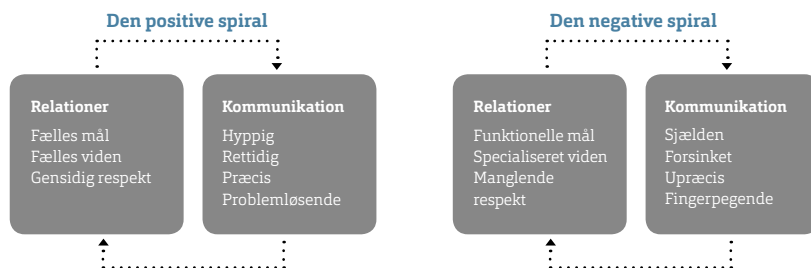 Den positive spiral
Relationer
Fælles mål
Fælles viden
Gensidig respekt
Kommunikation
Hyppig
Rettidig
Præcis
Problemløsende
Den negative spiral
Relationer
Funktionelle mål
Specialiseret viden
Manglende
respekt
Kommunikation
Sjælden
Forsinket
Upræcis
Fingerpegende